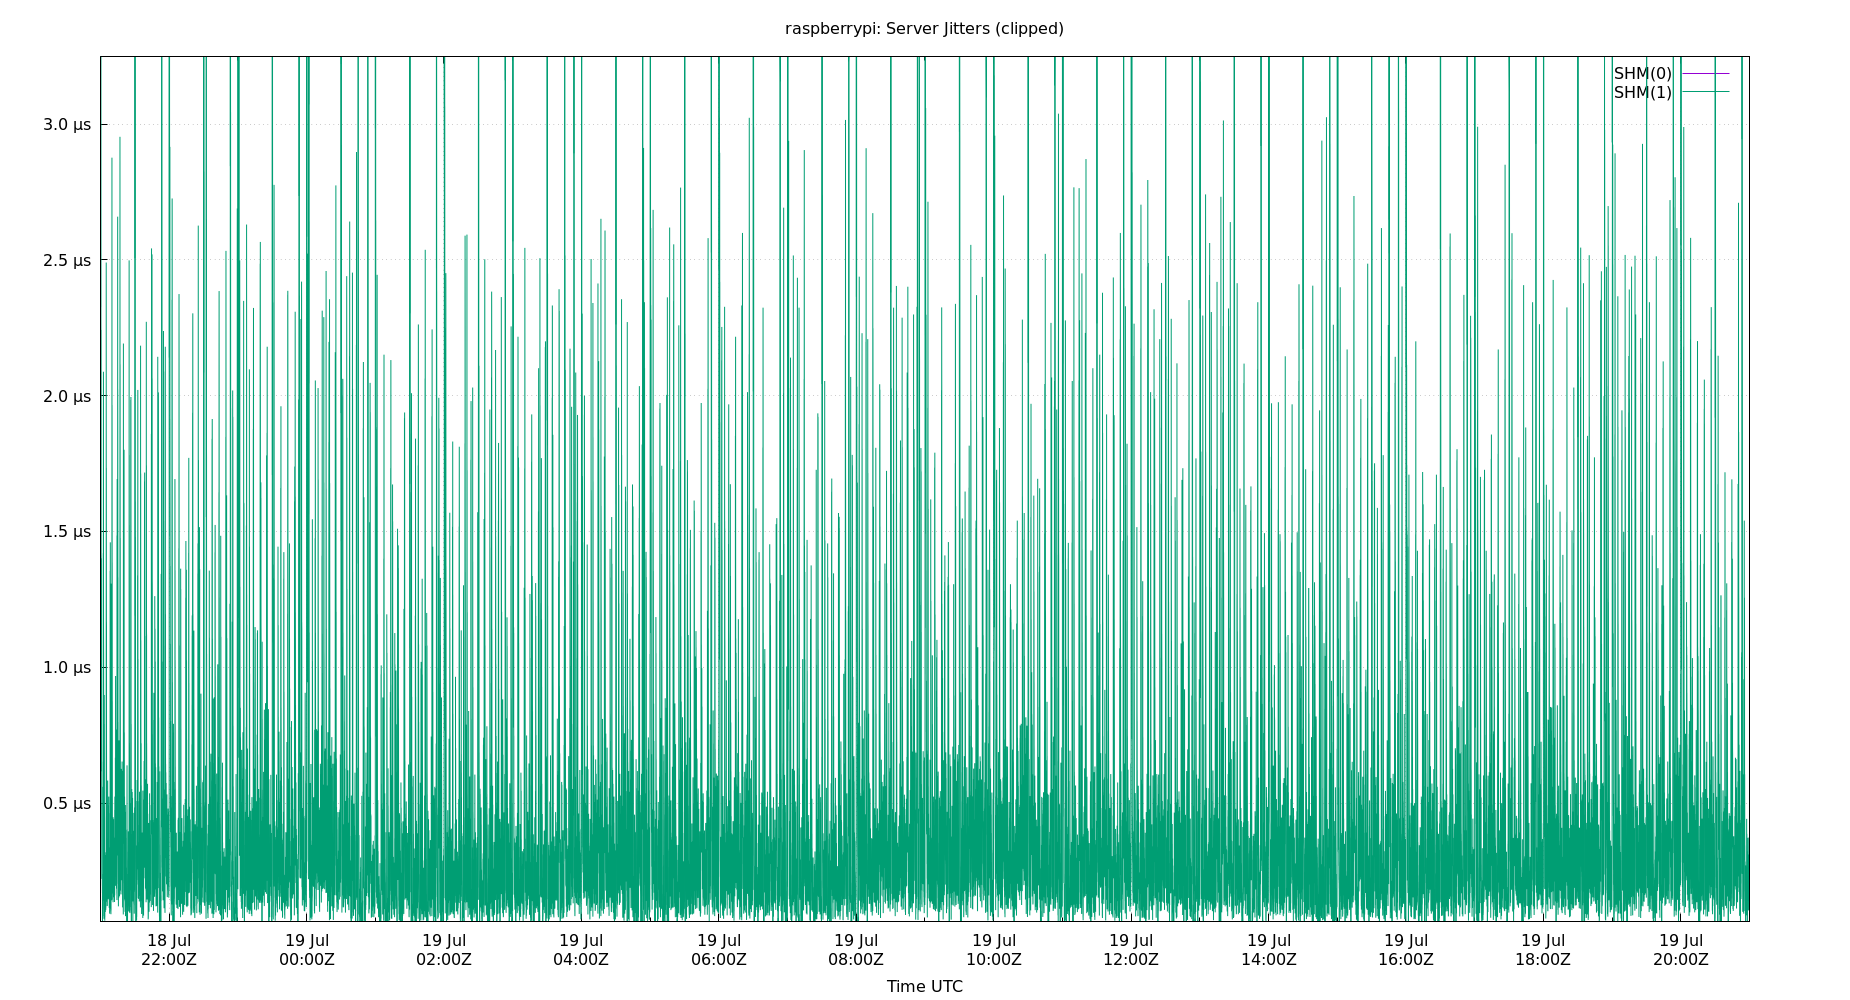 raspberrypi: Server Jitters (clipped)
SHM(0)
SHM(1)
3.0 µs
2.5 µs
2.0 µs
1.5 µs
1.0 µs
0.5 µs
18 Jul 19 Jul 19 Jul 19 Jul 19 Jul 19 Jul 19 Jul 19 Jul 19 Jul 19 Jul 19 Jul 19 Jul
22:00Z 00:00Z 02:00Z 04:00Z 06:00Z 08:00Z 10:00Z 12:00Z 14:00Z 16:00Z 18:00Z 20:00Z
Time UTC